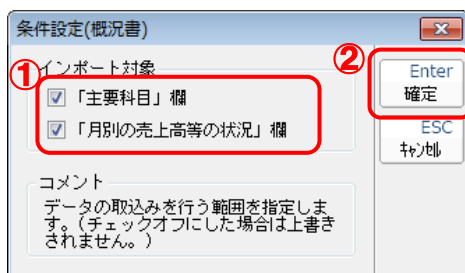 条件設定(概況書)
①
インポート対象
「主要科目」欄
「月別の売上高等の状況」欄
②
Enter
確定
ESC
ｷｬﾝｾﾙ
コメント
データの取込みを行う範囲を指定しま
す。(チェックオフにした場合は上書き
されません。)